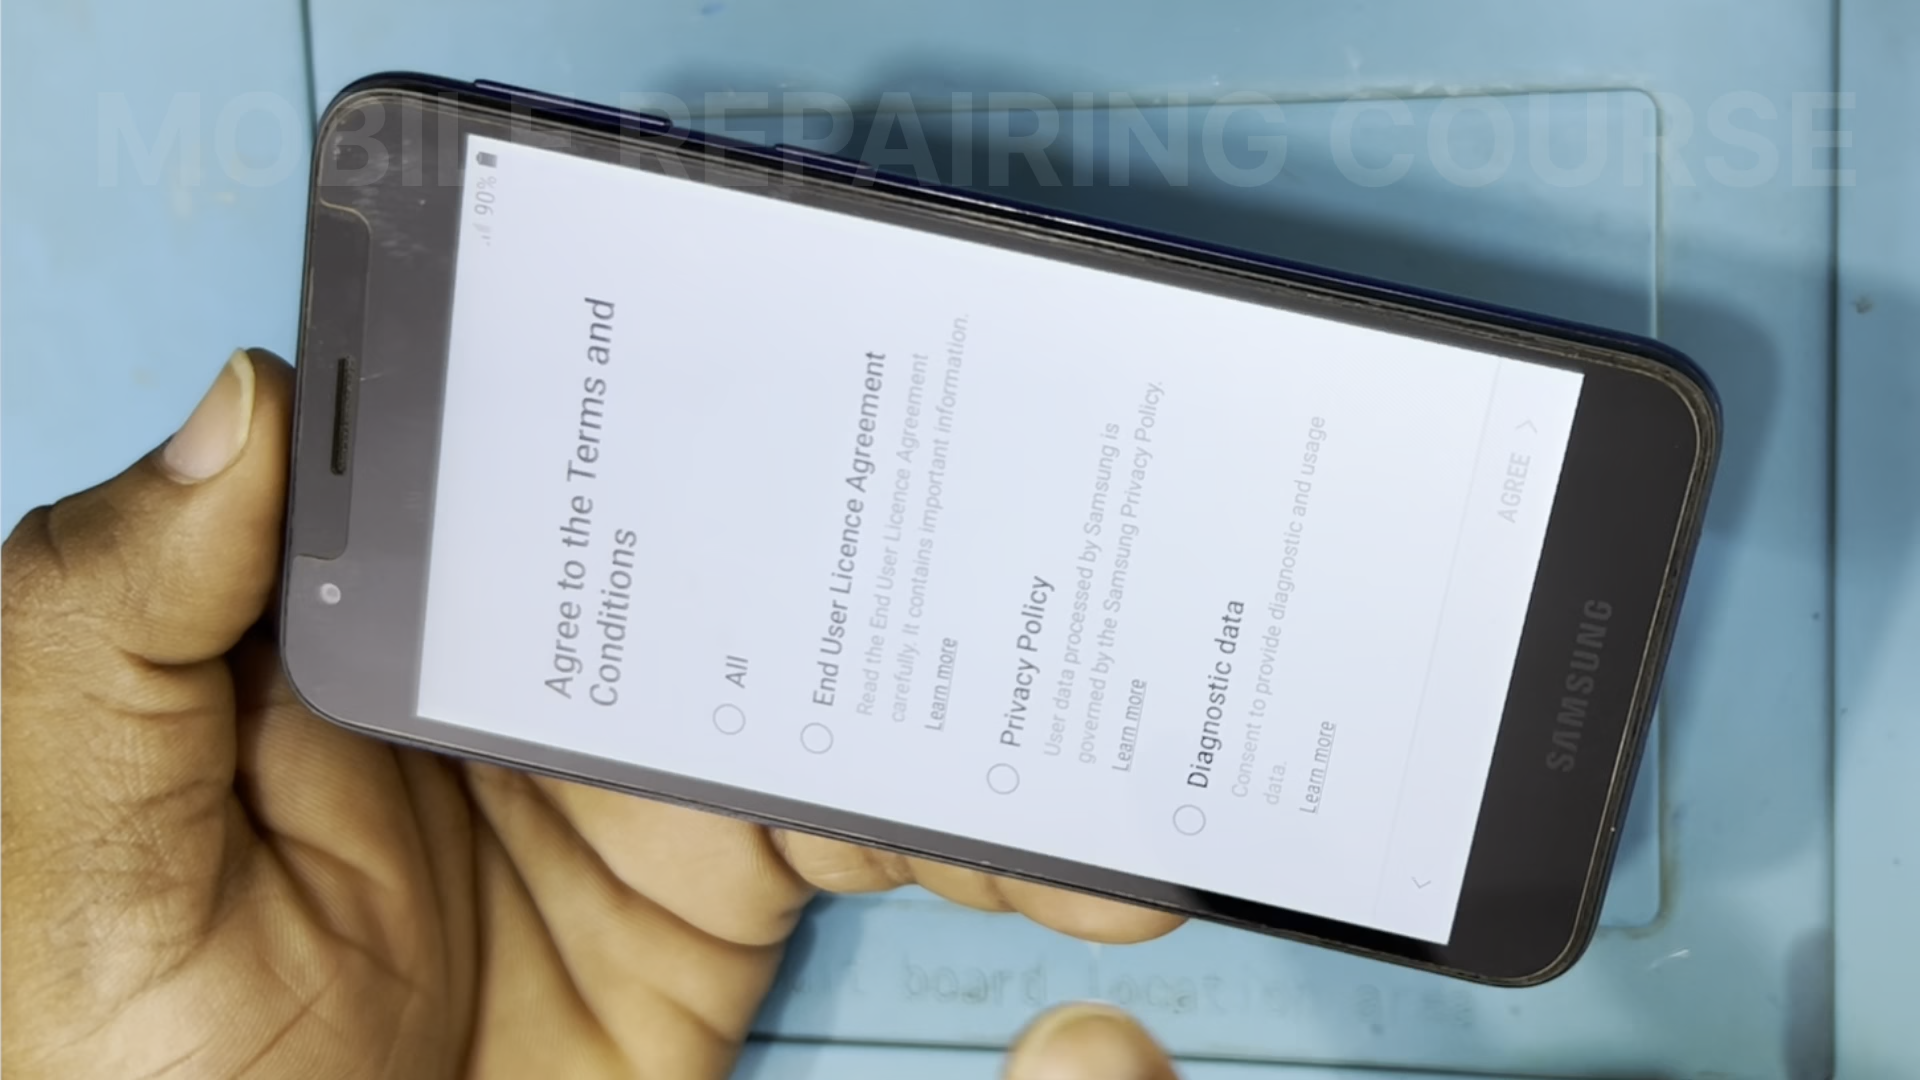 MOBILE REPAIRING COURSE
90%
Agree to the Terms and
Conditions
All
End User Licence Agreement
Read the End User Licence Agreement
carefully. It contains important information.
Learn more
Privacy Policy
User data processed by Samsung is
governed by the Samsung Privacy Policy.
Learn more
Diagnostic data
Consent to provide diagnostic and usage
data.
Learn more
AGREE
SAMSUNG